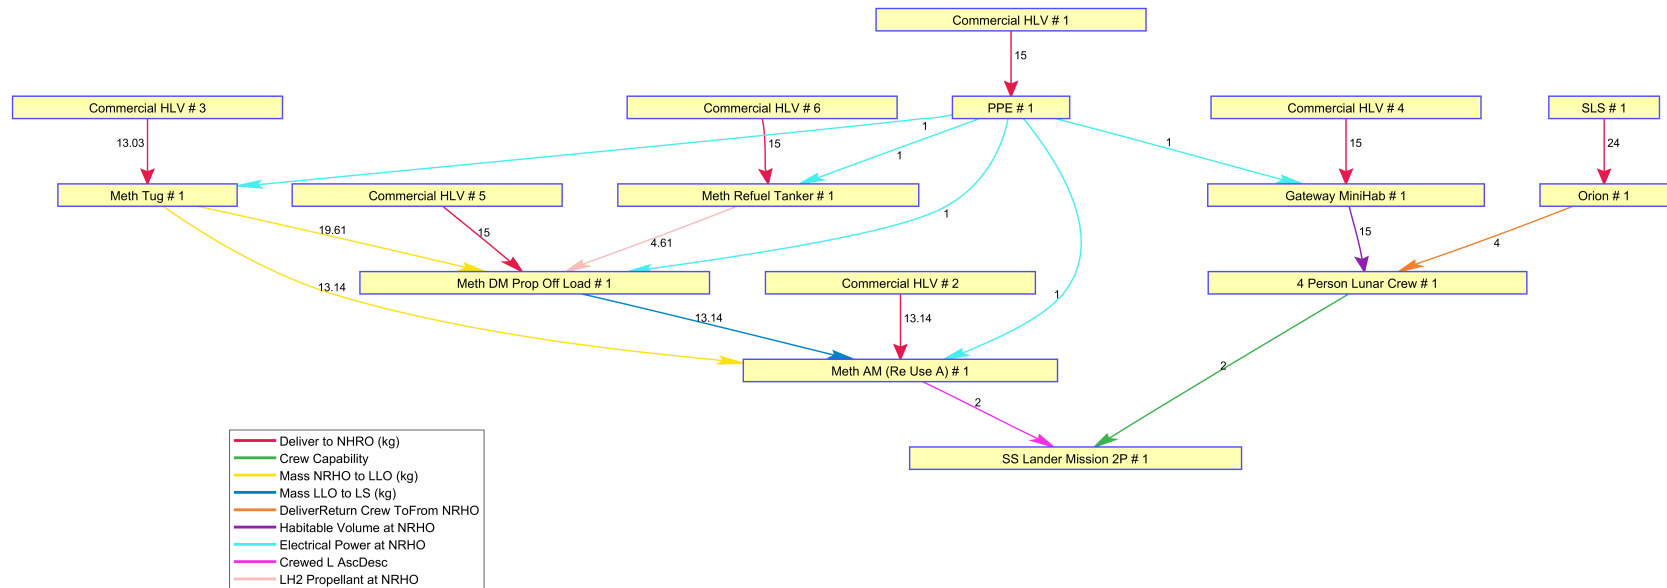 Commercial HLV # 1
15
Commercial HLV # 3
Commercial HLV # 6
PPE # 1
Commercial HLV # 4
SLS # 1
13.03
15
1
1
1
15
24
Meth Tug # 1
Commercial HLV # 5
Meth Refuel Tanker # 1
Gateway MiniHab # 1
Orion # 1
19.61
15
4.61
1
15
4
Meth DM Prop Off Load # 1
Commercial HLV # 2
4 Person Lunar Crew # 1
13.14
13.14
13.14
1
Meth AM (Re Use A) # 1
2
2
SS Lander Mission 2P # 1
Deliver to NHRO (kg)
Crew Capability
Mass NRHO to LLO (kg)
Mass LLO to LS (kg)
DeliverReturn Crew ToFrom NRHO
Habitable Volume at NRHO
Electrical Power at NRHO
Crewed L AscDesc
LH2 Propellant at NRHO